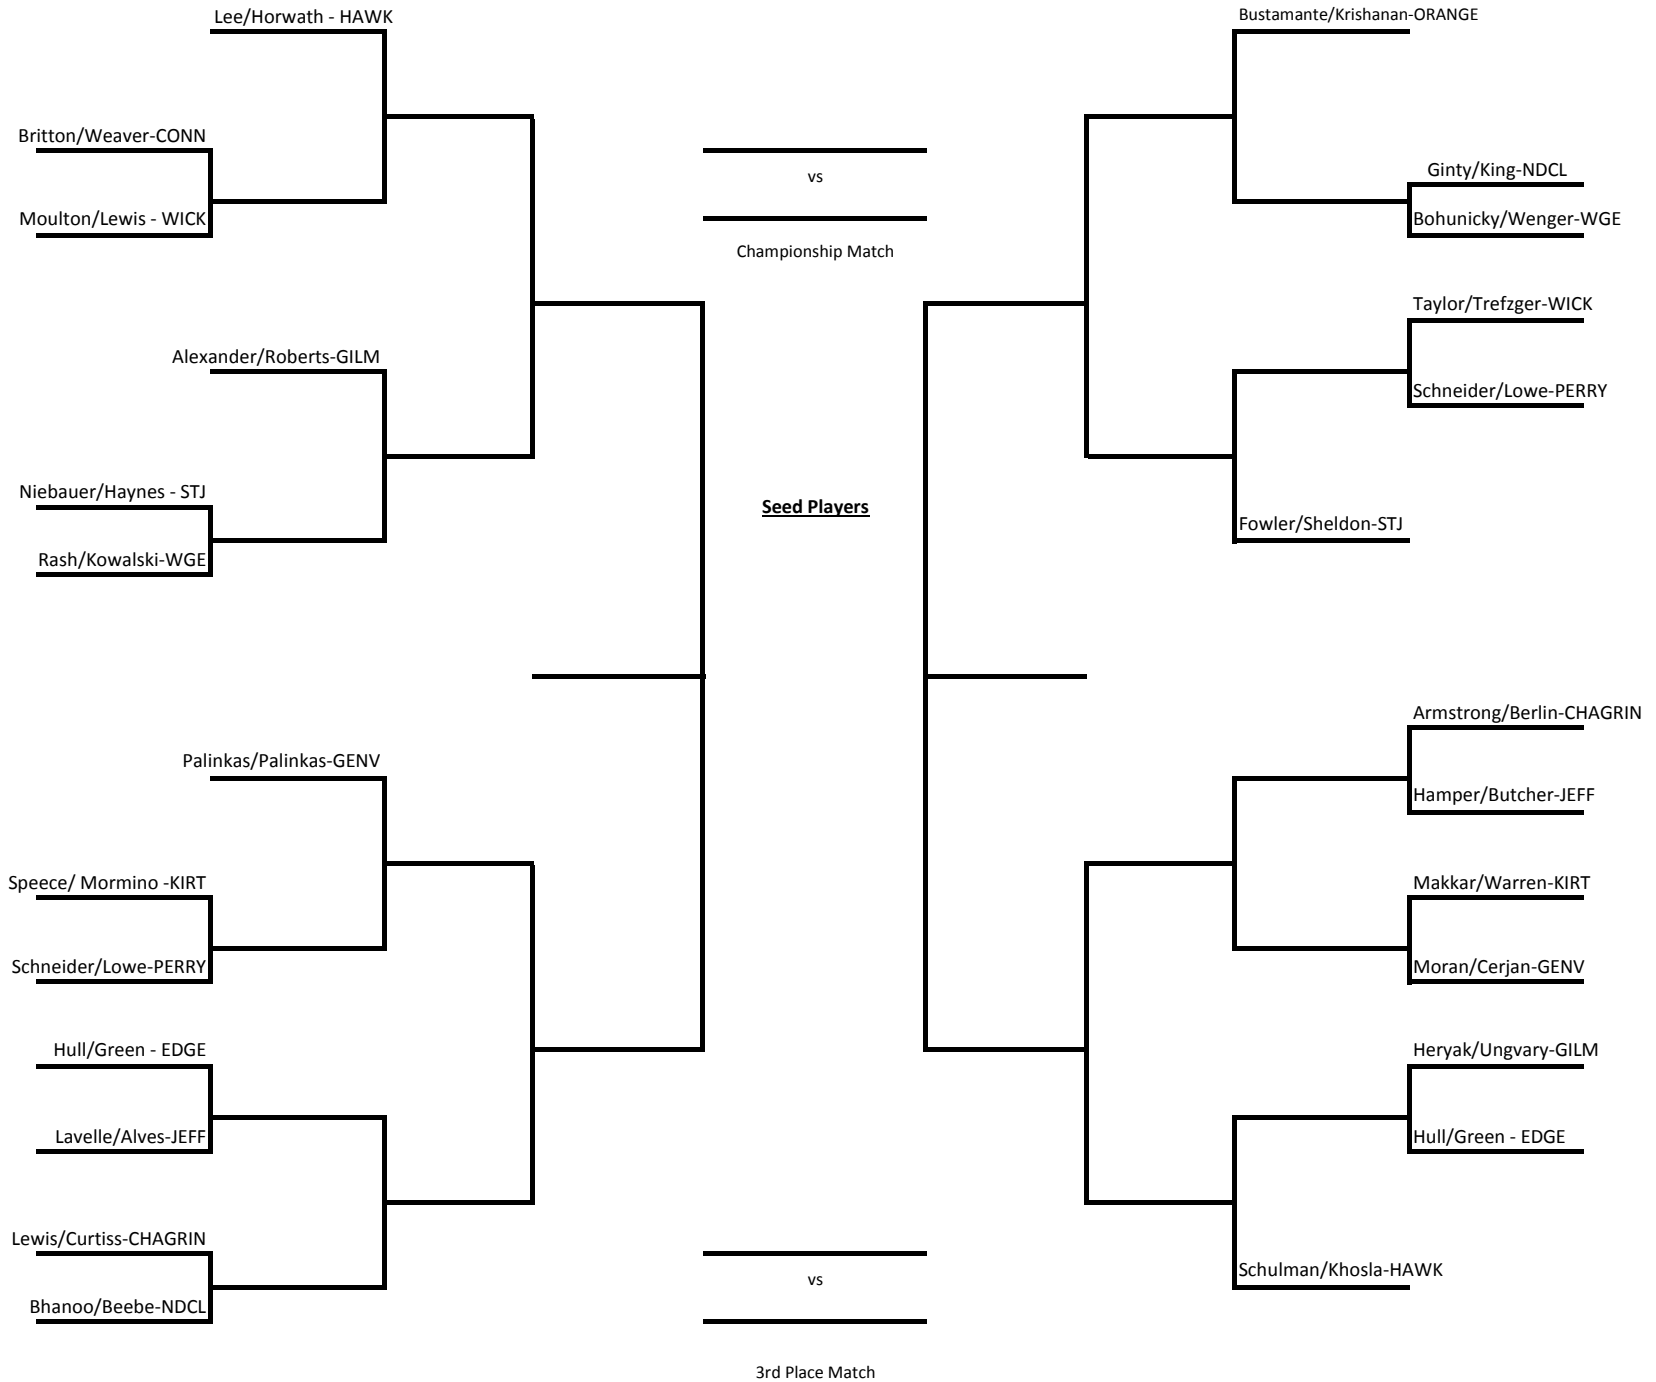 Lee/Horwath - HAWK
Britton/Weaver-CONN
Moulton/Lewis - WICK
Alexander/Roberts-GILM
Niebauer/Haynes - STJ
Rash/Kowalski-WGE
Palinkas/Palinkas-GENV
Speece/ Mormino -KIRT
Schneider/Lowe-PERRY
Hull/Green - EDGE
Lavelle/Alves-JEFF
Lewis/Curtiss-CHAGRIN
Bhanoo/Beebe-NDCL
vs
Championship Match
Seed Players
vs
3rd Place Match
Bustamante/Krishanan-ORANGE
Ginty/King-NDCL
Bohunicky/Wenger-WGE
Taylor/Trefzger-WICK
Schneider/Lowe-PERRY
Fowler/Sheldon-STJ
Armstrong/Berlin-CHAGRIN
Hamper/Butcher-JEFF
Makkar/Warren-KIRT
Moran/Cerjan-GENV
Heryak/Ungvary-GILM
Hull/Green - EDGE
Schulman/Khosla-HAWK